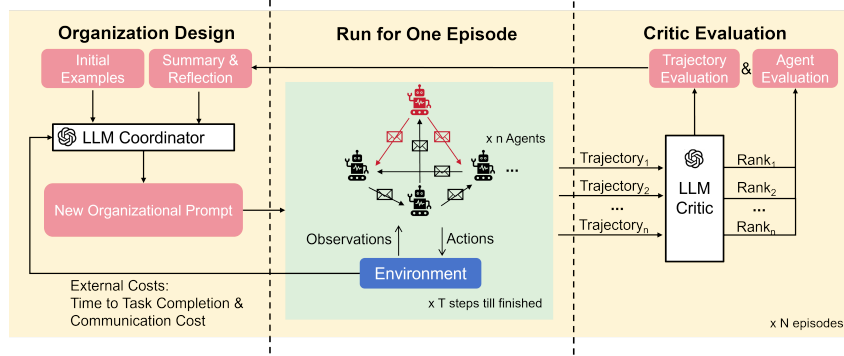 Organization Design
Run for One Episode
Critic Evaluation
Initial
Examples
Summary &
Reflection
LLM Coordinator
New Organizational Prompt
External Costs:
Time to Task Completion &
Communication Cost
x n Agents
...
Observations
Actions
Environment
x T steps till finished
Trajectory
Evaluation
&
Agent
Evaluation
Trajectory1
Trajectory2
...
Trajectoryn
LLM
Critic
Rank1
Rank2
...
Rankn
x N episodes